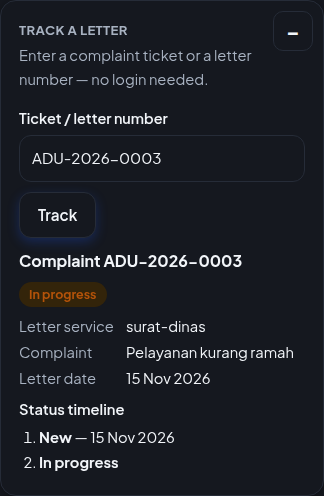 TRACK A LETTER
–
Enter a complaint ticket or a letter
number — no login needed.
Ticket / letter number
ADU-2026-0003
Track
Complaint ADU-2026-0003
In progress
Letter service surat-dinas
Complaint Pelayanan kurang ramah
Letter date 15 Nov 2026
Status timeline
1. New — 15 Nov 2026
2. In progress